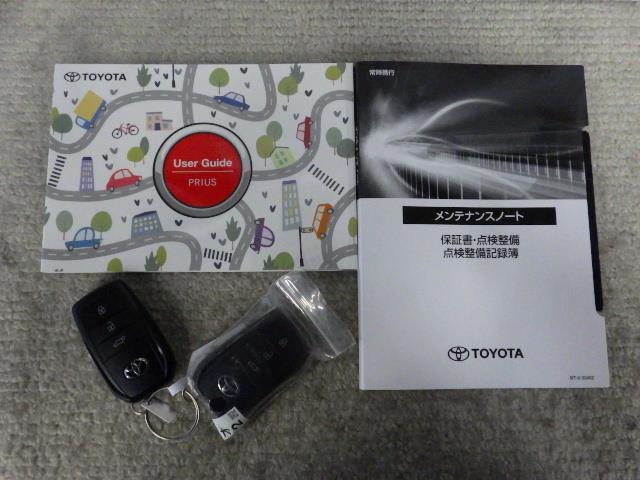 TOYOTA
User Guide
PRIUS
常時携行
メンテナンスノート
保証書・点検整備
点検整備記録簿
TOYOTA